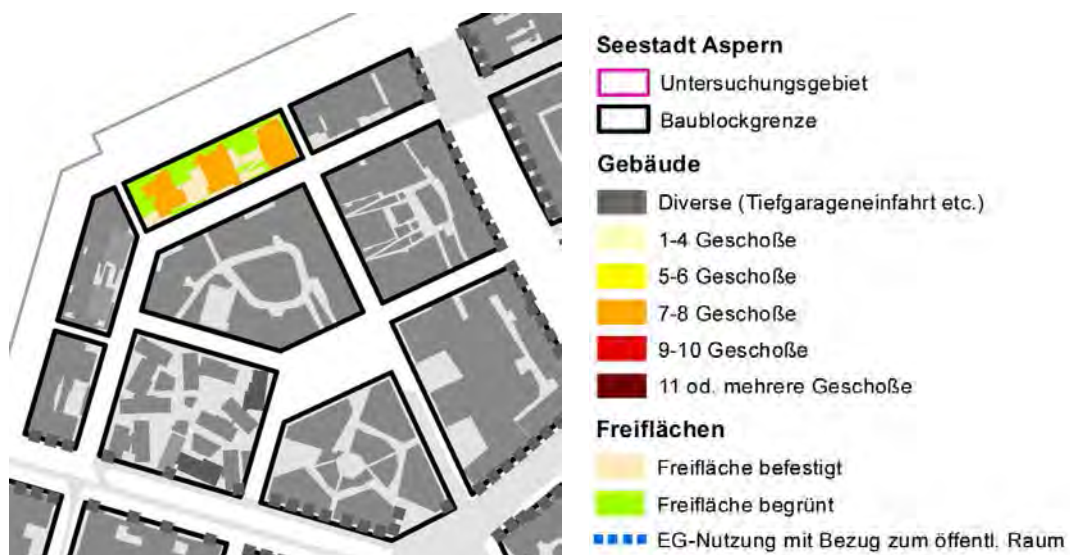 Seestadt Aspern
Untersuchungsgebiet
Baublockgrenze
Gebäude
Diverse (Tiefgarageneinfahrt etc.)
1-4 Geschoße
5-6 Geschoße
7-8 Geschoße
9-10 Geschoße
11 od. mehrere Geschoße
Freiflächen
Freifläche befestigt
Freifläche begrünt
EG-Nutzung mit Bezug zum öffentl. Raum